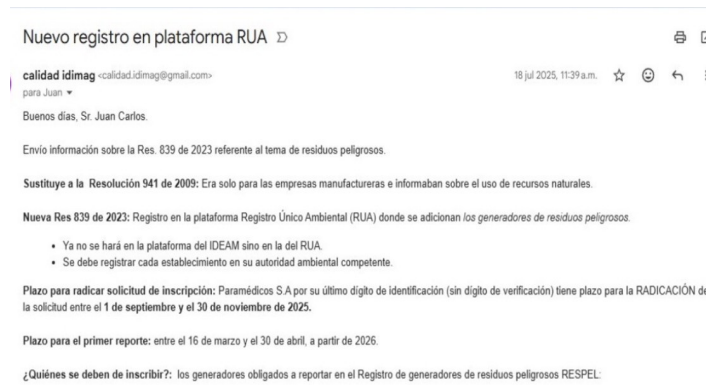 Nuevo registro en plataforma RUA
calidad idimag <calidad.idimag@gmail.com>
18 jul 2025, 11:39 a.m.
para Juan
Buenos días, Sr. Juan Carlos.
Envío información sobre la Res. 839 de 2023 referente al tema de residuos peligrosos.
Sustituye a la Resolución 941 de 2009: Era solo para las empresas manufactureras e informaban sobre el uso de recursos naturales.
Nueva Res 839 de 2023: Registro en la plataforma Registro Único Ambiental (RUA) donde se adicionan los generadores de residuos peligrosos.
• Ya no se hará en la plataforma del IDEAM sino en la del RUA.
• Se debe registrar cada establecimiento en su autoridad ambiental competente.
Plazo para radicar solicitud de inscripción: Paramédicos S.A por su último dígito de identificación (sin dígito de verificación) tiene plazo para la RADICACIÓN de
la solicitud entre el 1 de septiembre y el 30 de noviembre de 2025.
Plazo para el primer reporte: entre el 16 de marzo y el 30 de abril, a partir de 2026.
¿Quiénes se deben de inscribir?: los generadores obligados a reportar en el Registro de generadores de residuos peligrosos RESPEL: